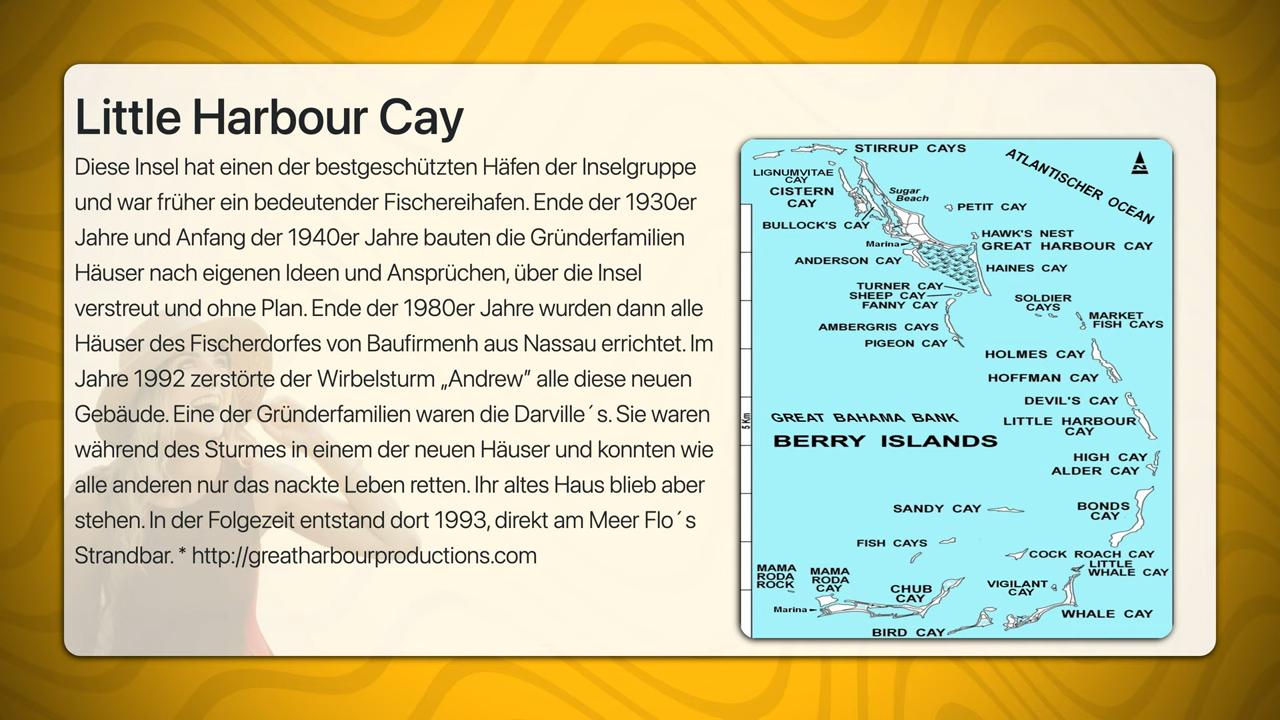 Little Harbour Cay
Diese Insel hat einen der bestgeschützten Häfen der Inselgruppe
und war früher ein bedeutender Fischereihafen. Ende der 1930er
Jahre und Anfang der 1940er Jahre bauten die Gründerfamilien
Häuser nach eigenen Ideen und Ansprüchen, über die Insel
verstreut und ohne Plan. Ende der 1980er Jahre wurden dann alle
Häuser des Fischerdorfes von Baufirmenh aus Nassau errichtet. Im
Jahre 1992 zerstörte der Wirbelsturm „Andrew” alle diese neuen
Gebäude. Eine der Gründerfamilien waren die Darville´s. Sie waren
während des Sturmes in einem der neuen Häuser und konnten wie
alle anderen nur das nackte Leben retten. Ihr altes Haus blieb aber
stehen. In der Folgezeit entstand dort 1993, direkt am Meer Flo´s
Strandbar. * http://greatharbourproductions.com
STIRRUP CAYS
ATLANTISCHER OCEAN
N
LIGNUMVITAE
CAY
CISTERN
CAY
Sugar
Beach
PETIT CAY
BULLOCK'S CAY
HAWK'S NEST
Marina
GREAT HARBOUR CAY
ANDERSON CAY
HAINES CAY
TURNER CAY
SHEEP CAY
FANNY CAY
SOLDIER
CAYS
MARKET
FISH CAYS
AMBERGRIS CAYS
PIGEON CAY
HOLMES CAY
HOFFMAN CAY
DEVIL'S CAY
5 Km
GREAT BAHAMA BANK
LITTLE HARBOUR
CAY
BERRY ISLANDS
HIGH CAY
ALDER CAY
SANDY CAY
BONDS
CAY
FISH CAYS
COCK ROACH CAY
LITTLE
WHALE CAY
MAMA
RODA
ROCK
MAMA
RODA
CAY
CHUB
CAY
VIGILANT
CAY
Marina
WHALE CAY
BIRD CAY